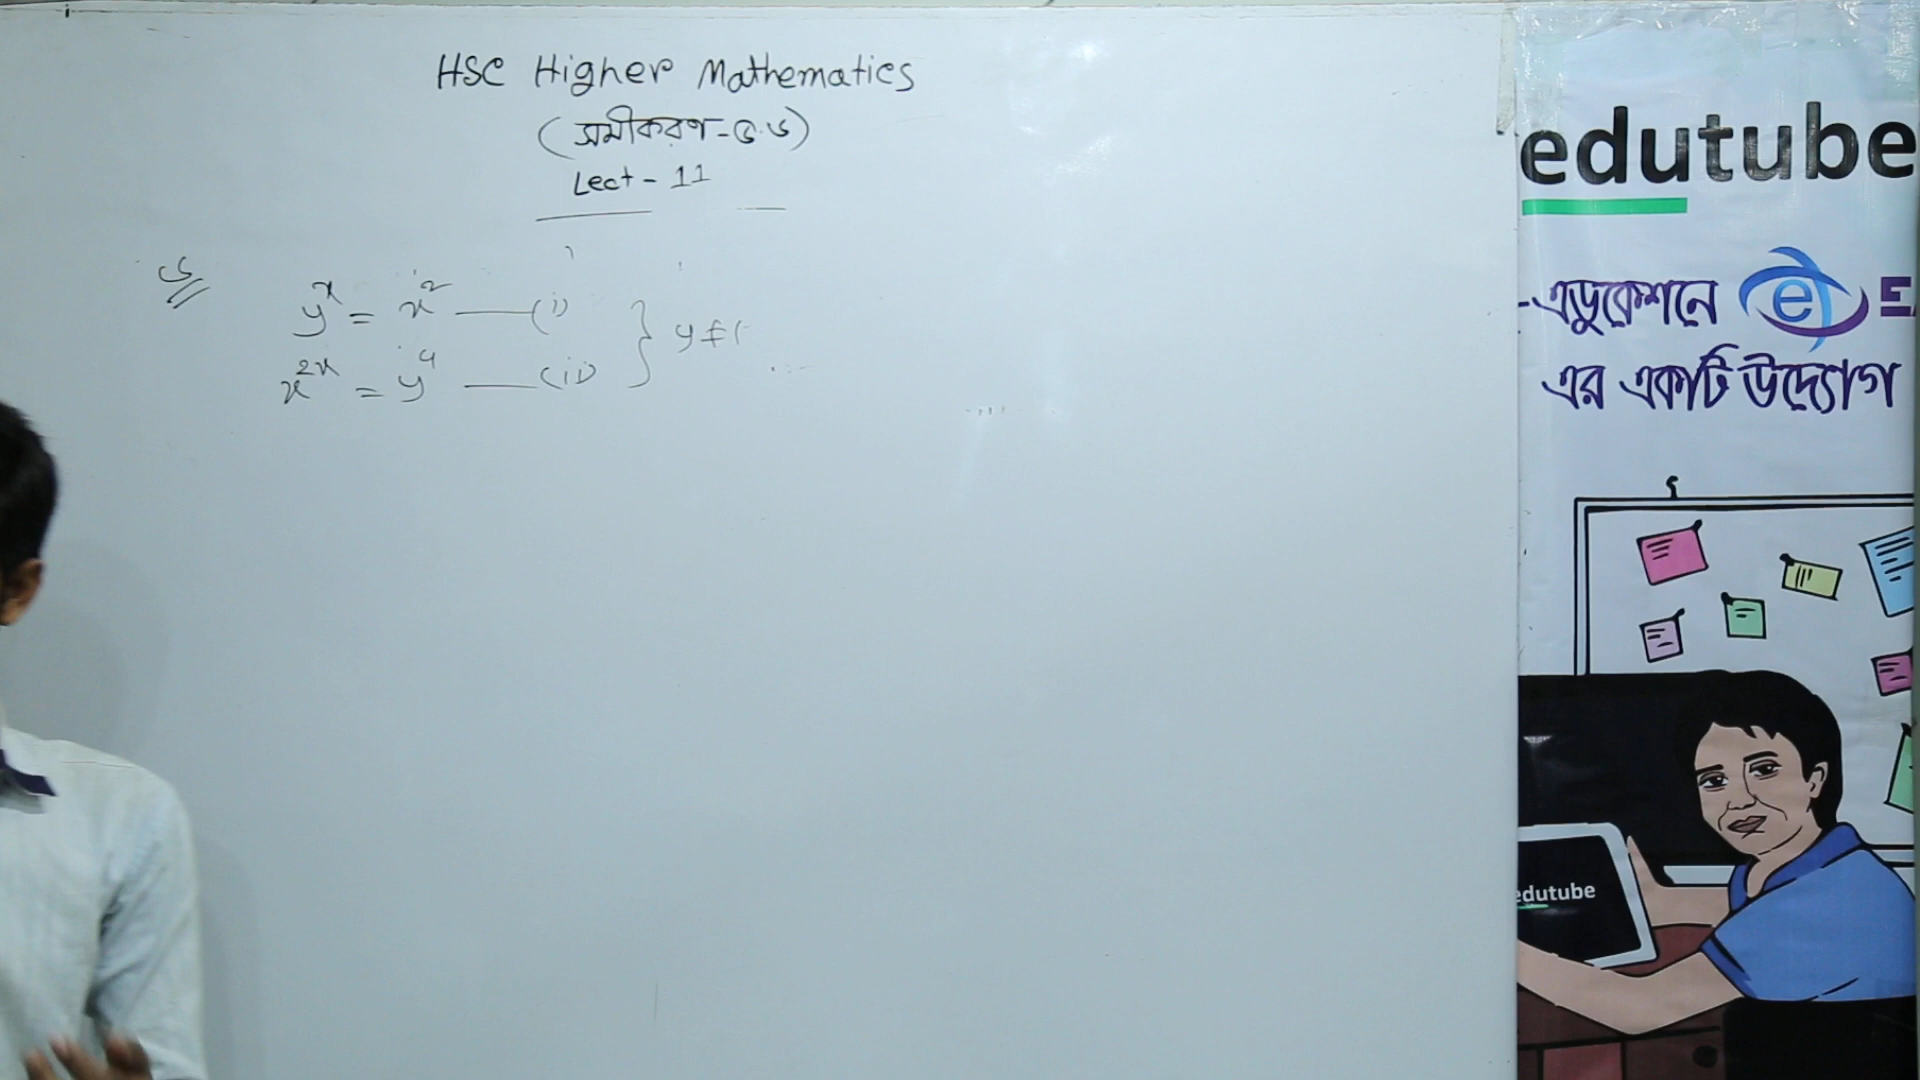 HSC Higher Mathematics
(সমীকরণ-৫.৬)
Lect - 11
৬
y^x = x^2 —— (i)
x^{2x} = y^4 —— (ii)
} y ≠ 1
edutube
-এডুকেশনে e
এর একটি উদ্যোগ
edutube